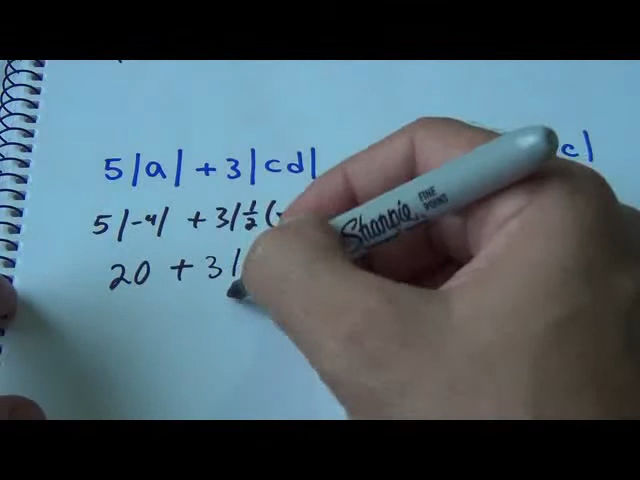 5|a| + 3|cd| c|
5|-4| + 3|½(-
20 + 3|
Sharpie FINE POINT